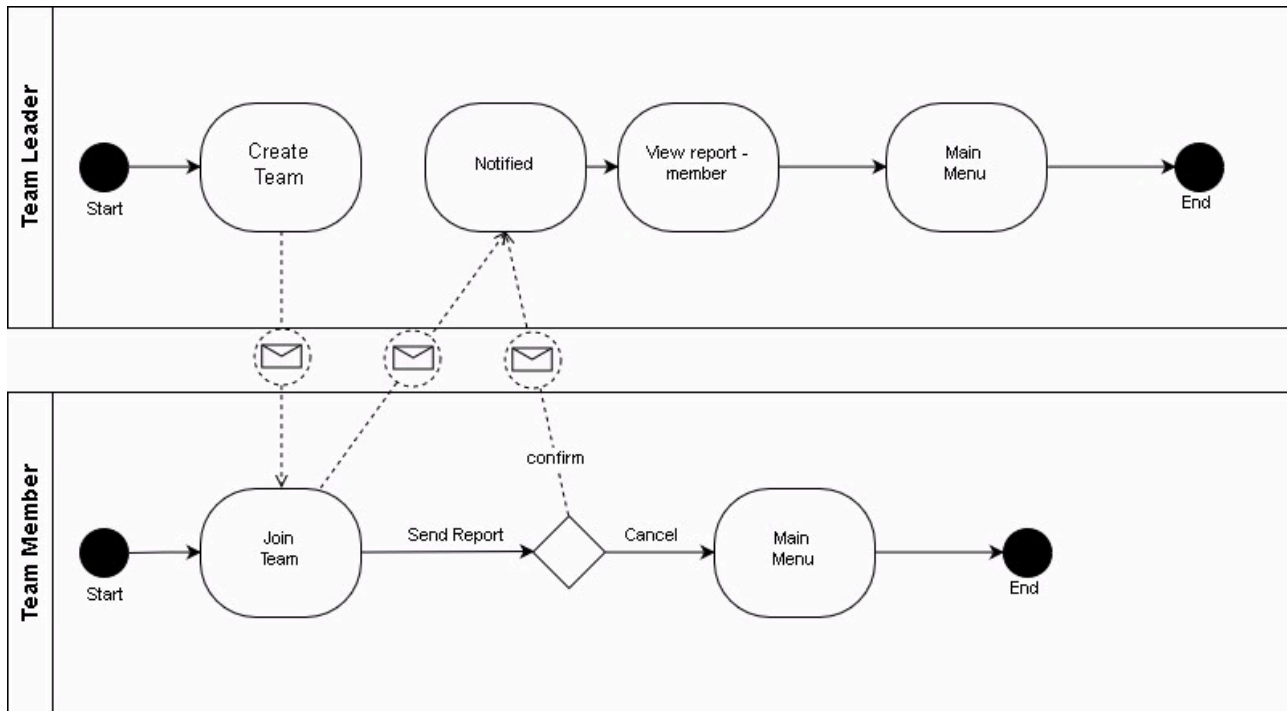 Team Leader
Start
Create
Team
Notified
View report -
member
Main
Menu
End
Team Member
Start
Join
Team
Send Report
confirm
Cancel
Main
Menu
End